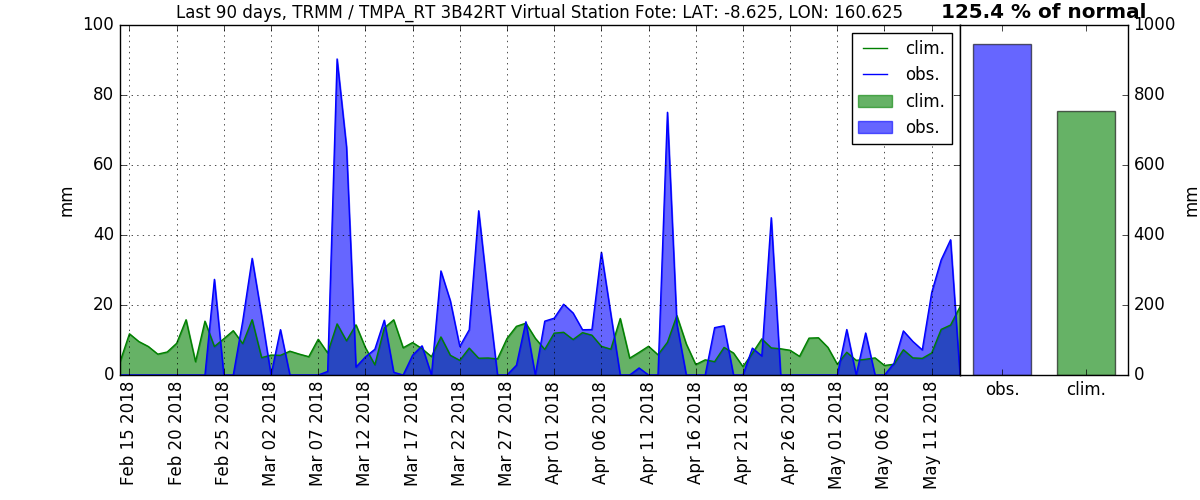 Last 90 days, TRMM / TMPA_RT 3B42RT Virtual Station Fote: LAT: -8.625, LON: 160.625
125.4 % of normal
100
80
60
40
20
0
mm
clim.
obs.
clim.
obs.
1000
800
600
400
200
0
mm
obs.
clim.
Feb 15 2018
Feb 20 2018
Feb 25 2018
Mar 02 2018
Mar 07 2018
Mar 12 2018
Mar 17 2018
Mar 22 2018
Mar 27 2018
Apr 01 2018
Apr 06 2018
Apr 11 2018
Apr 16 2018
Apr 21 2018
Apr 26 2018
May 01 2018
May 06 2018
May 11 2018